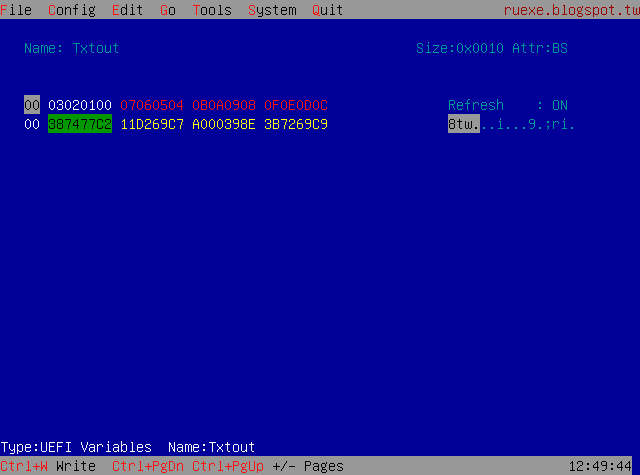 File Config Edit Go Tools System Quit ruexe.blogspot.tw
Name: Txtout Size:0x0010 Attr:BS
00 03020100 07060504 0B0A0908 0F0E0D0C Refresh : ON
00 387477C2 11D269C7 A000398E 3B7269C9 8tw...i...9.;ri.
Type:UEFI Variables Name:Txtout
Ctrl+W Write Ctrl+PgDn Ctrl+PgUp +/- Pages 12:49:44